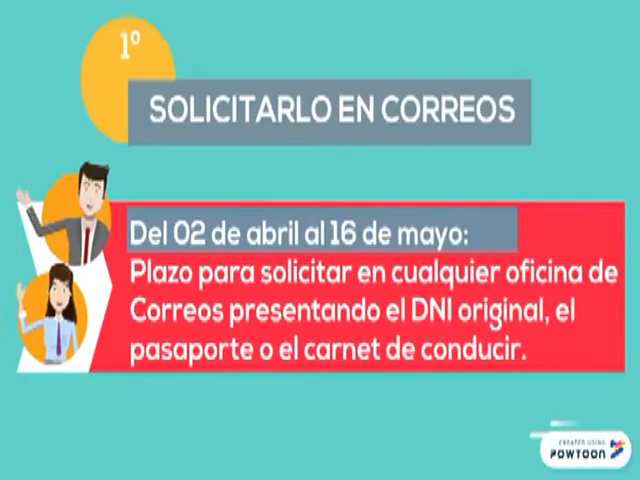 1º
SOLICITARLO EN CORREOS
Del 02 de abril al 16 de mayo:
Plazo para solicitar en cualquier oficina de
Correos presentando el DNI original, el
pasaporte o el carnet de conducir.
CREATED USING
POWTOON